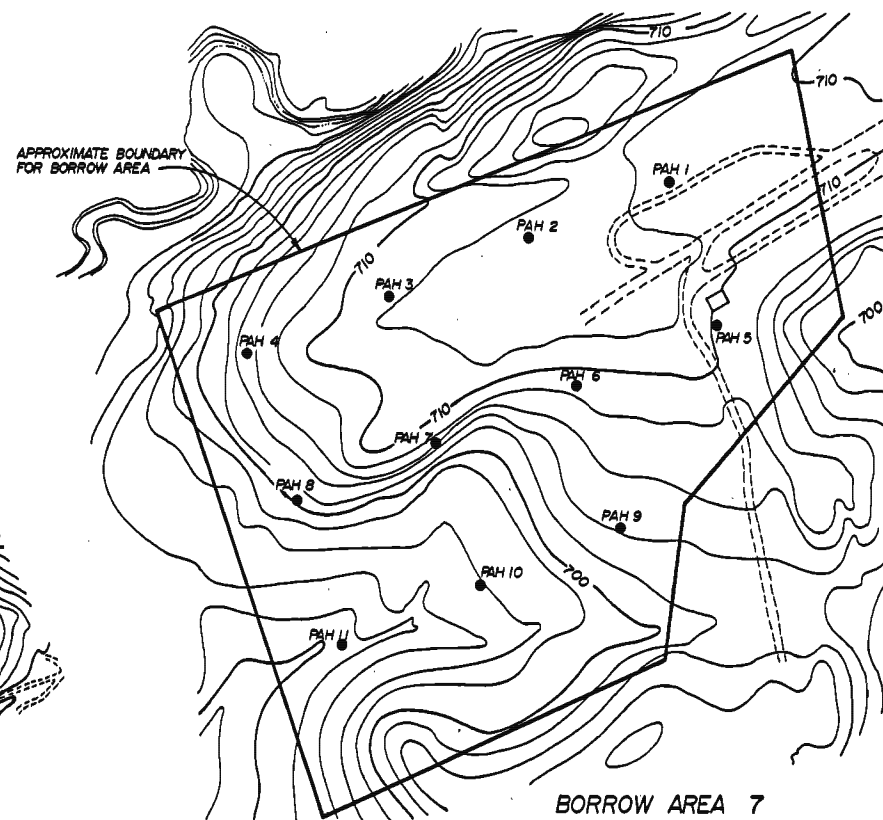 710
710
APPROXIMATE BOUNDARY
FOR BORROW AREA
PAH 1
710
PAH 2
710
PAH 3
700
PAH 4
PAH 5
PAH 6
710
PAH 7
PAH 8
PAH 9
700
PAH 10
PAH 11
BORROW AREA 7